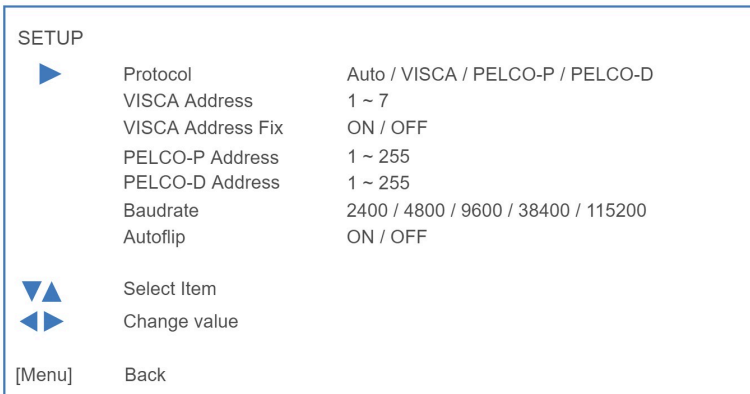 SETUP
Protocol Auto / VISCA / PELCO-P / PELCO-D
VISCA Address 1 ~ 7
VISCA Address Fix ON / OFF
PELCO-P Address 1 ~ 255
PELCO-D Address 1 ~ 255
Baudrate 2400 / 4800 / 9600 / 38400 / 115200
Autoflip ON / OFF
Select Item
Change value
[Menu] Back